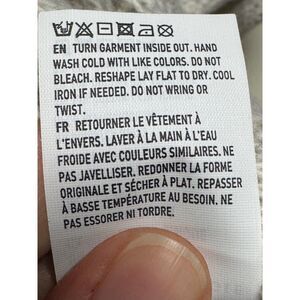 EN TURN GARMENT INSIDE OUT. HAND
WASH COLD WITH LIKE COLORS. DO NOT
BLEACH. RESHAPE LAY FLAT TO DRY. COOL
IRON IF NEEDED. DO NOT WRING OR
TWIST.
FR RETOURNER LE VÊTEMENT À
L'ENVERS. LAVER À LA MAIN À L'EAU
FROIDE AVEC COULEURS SIMILAIRES. NE
PAS JAVELLISER. REDONNER LA FORME
ORIGINALE ET SÉCHER À PLAT. REPASSER
À BASSE TEMPÉRATURE AU BESOIN. NE
PAS ESSORER NI TORDRE.